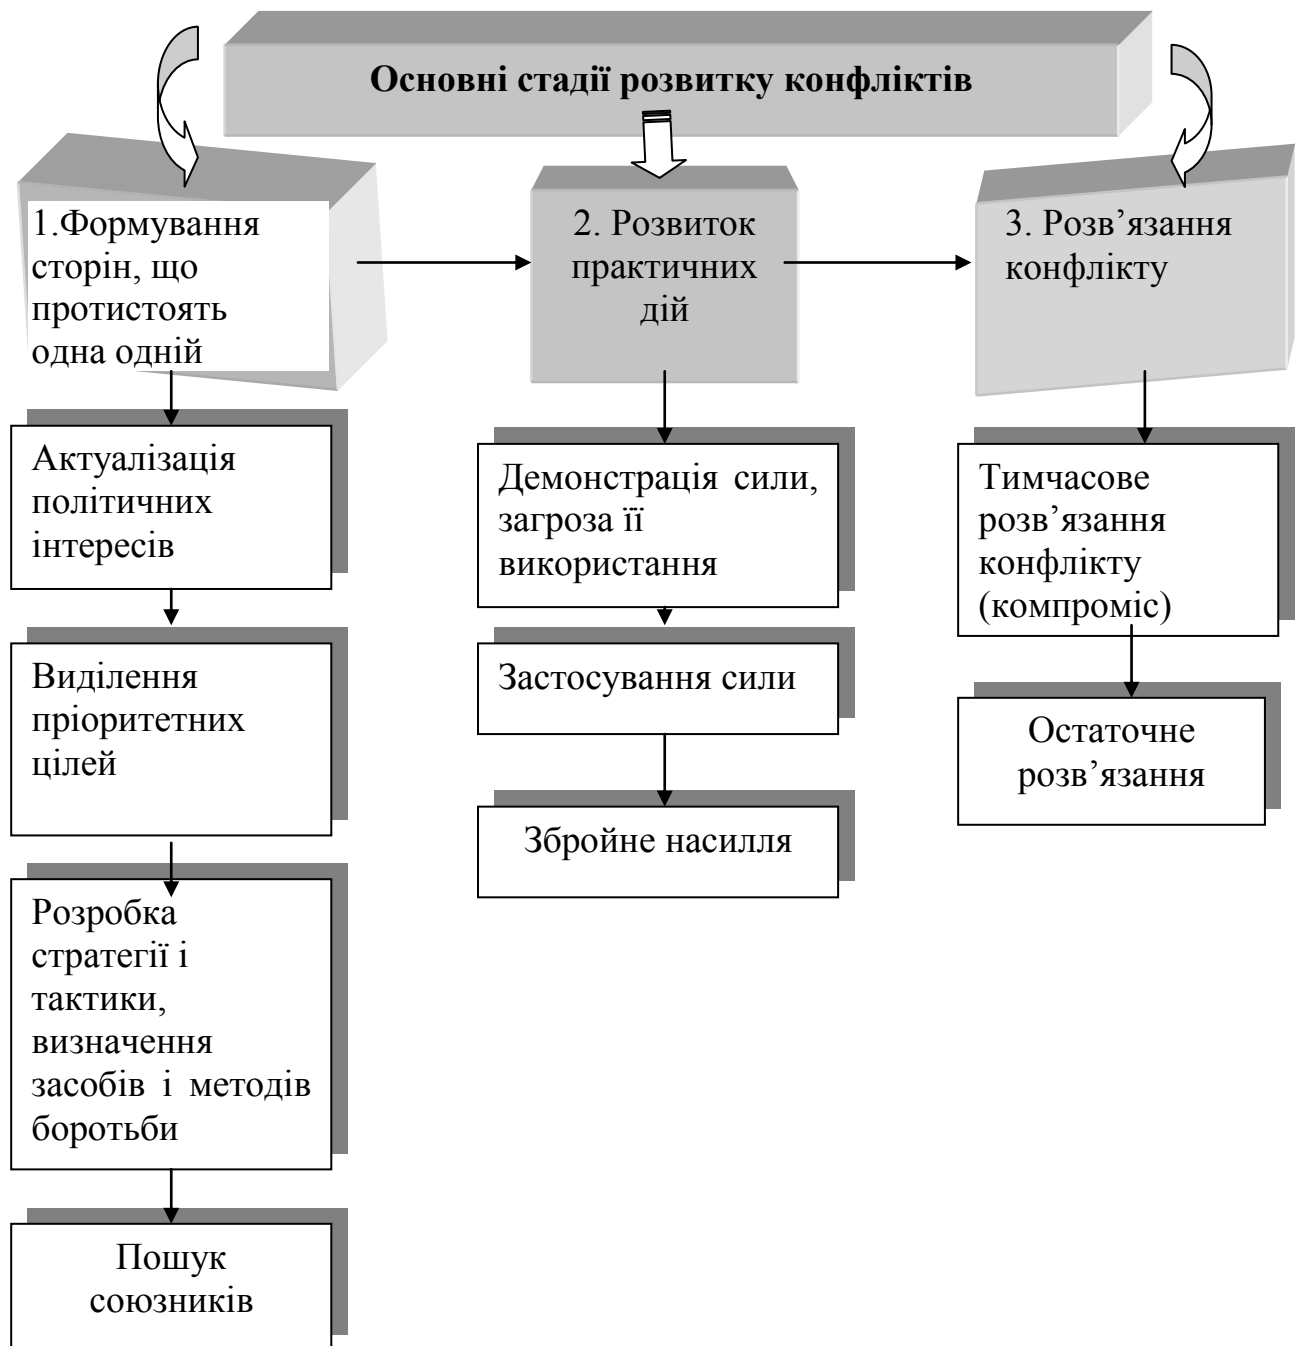 Основні стадії розвитку конфліктів
1.Формування
сторін, що
протистоять
одна одній
2. Розвиток
практичних
дій
3. Розв’язання
конфлікту
Актуалізація
політичних
інтересів
Виділення
пріоритетних
цілей
Розробка
стратегії і
тактики,
визначення
засобів і методів
боротьби
Пошук
союзників
Демонстрація сили,
загроза її
використання
Застосування сили
Збройне насилля
Тимчасове
розв’язання
конфлікту
(компроміс)
Остаточне
розв’язання